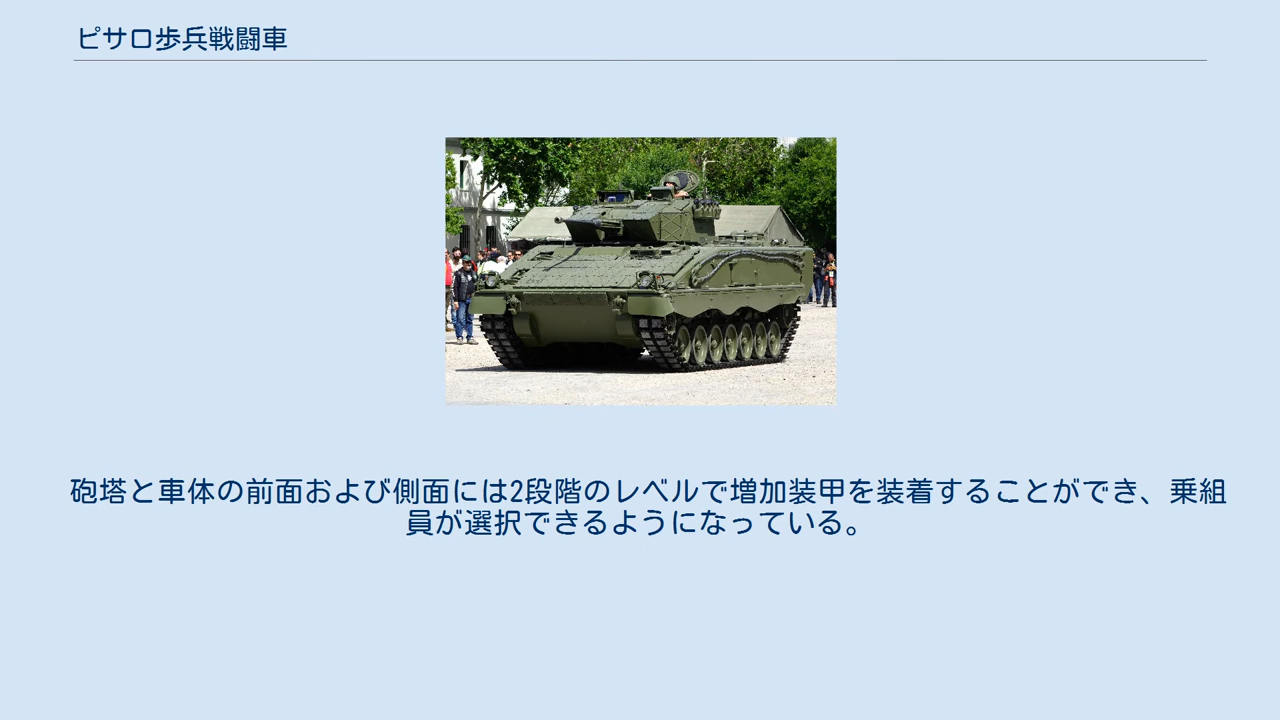 ピサロ歩兵戦闘車
砲塔と車体の前面および側面には2段階のレベルで増加装甲を装着することができ、乗組
員が選択できるようになっている。